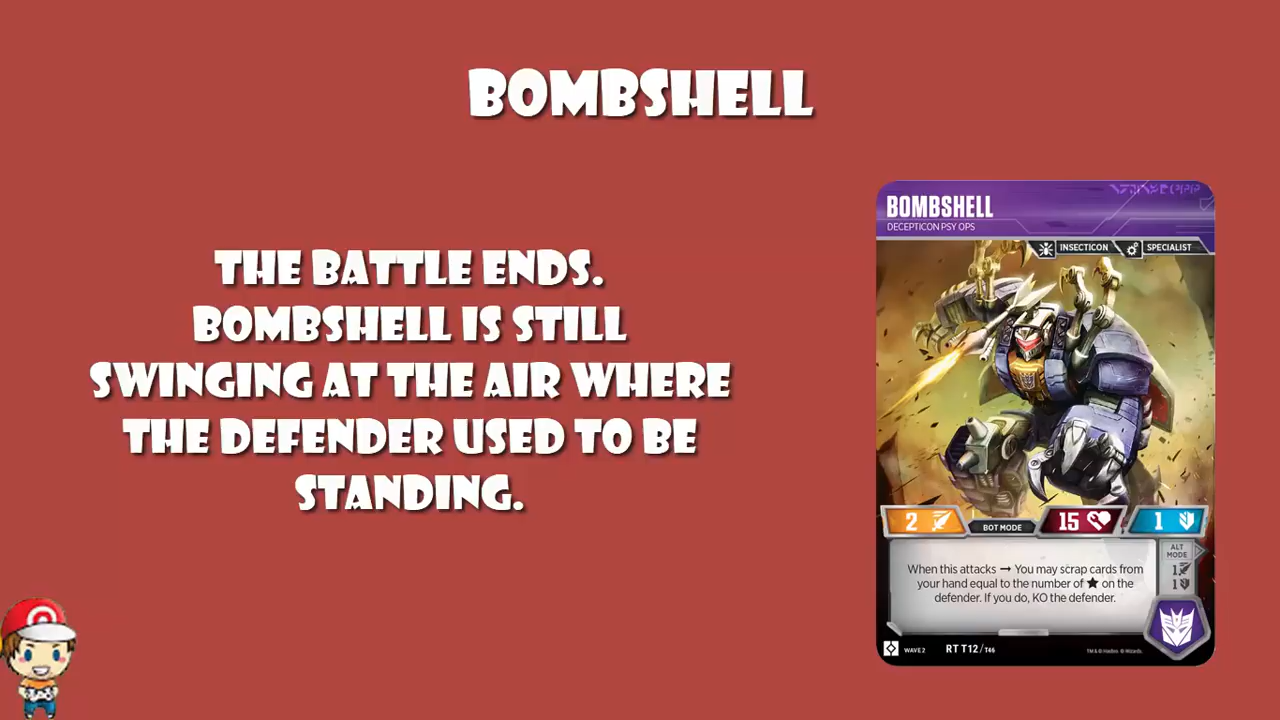 BOMBSHELL
THE BATTLE ENDS.
BOMBSHELL IS STILL
SWINGING AT THE AIR WHERE
THE DEFENDER USED TO BE
STANDING.
BOMBSHELL
DECEPTICON PSY OPS
INSECTICON
SPECIALIST
2
BOT MODE
15
1
When this attacks → You may scrap cards from
your hand equal to the number of ★ on the
defender. If you do, KO the defender.
ALT
MODE
1
1
WAVE 2
RT T12/T46
TM & © Hasbro. © Wizards.